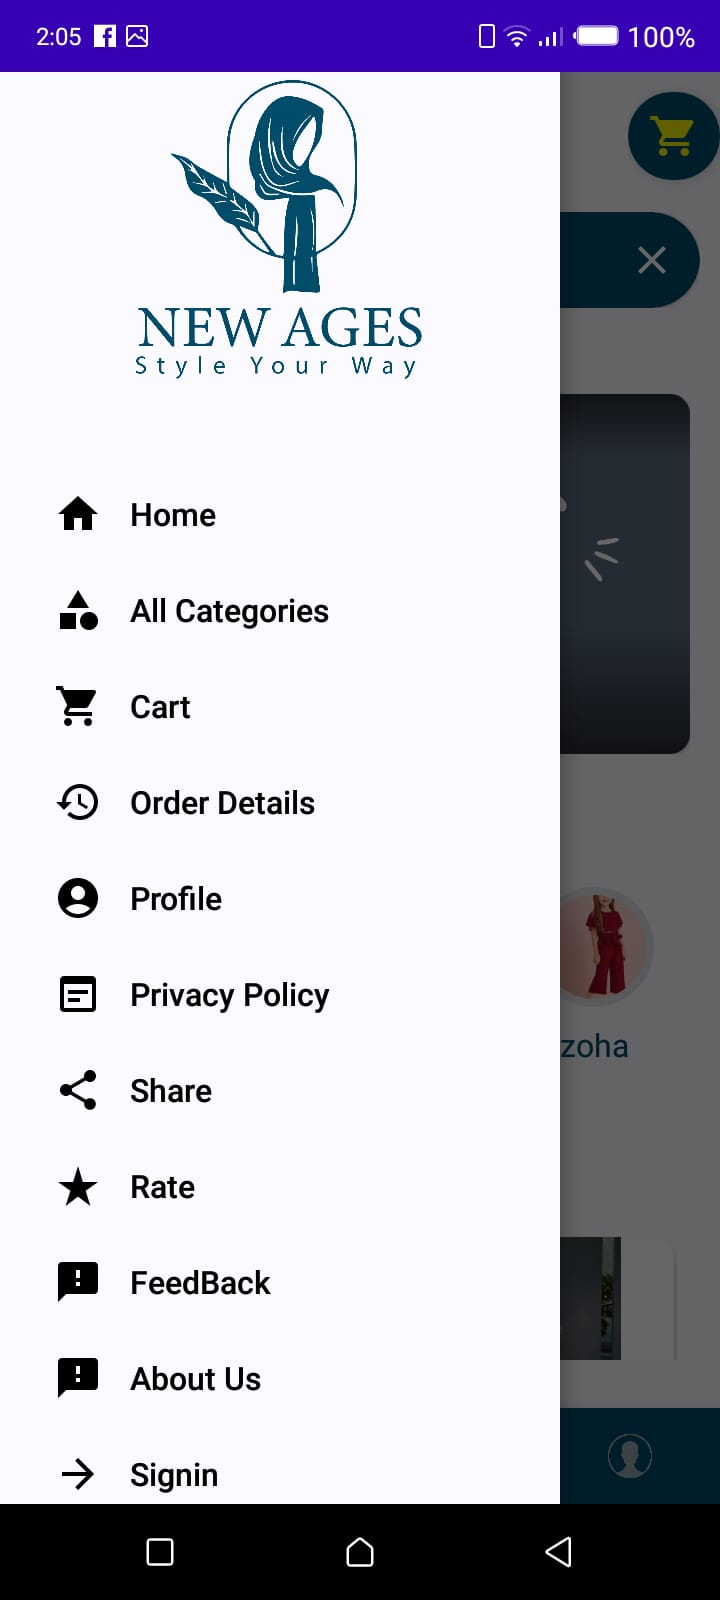 2:05
100%
NEW AGES
Style Your Way
Home
All Categories
Cart
Order Details
Profile
zoha
Privacy Policy
Share
Rate
FeedBack
About Us
Signin